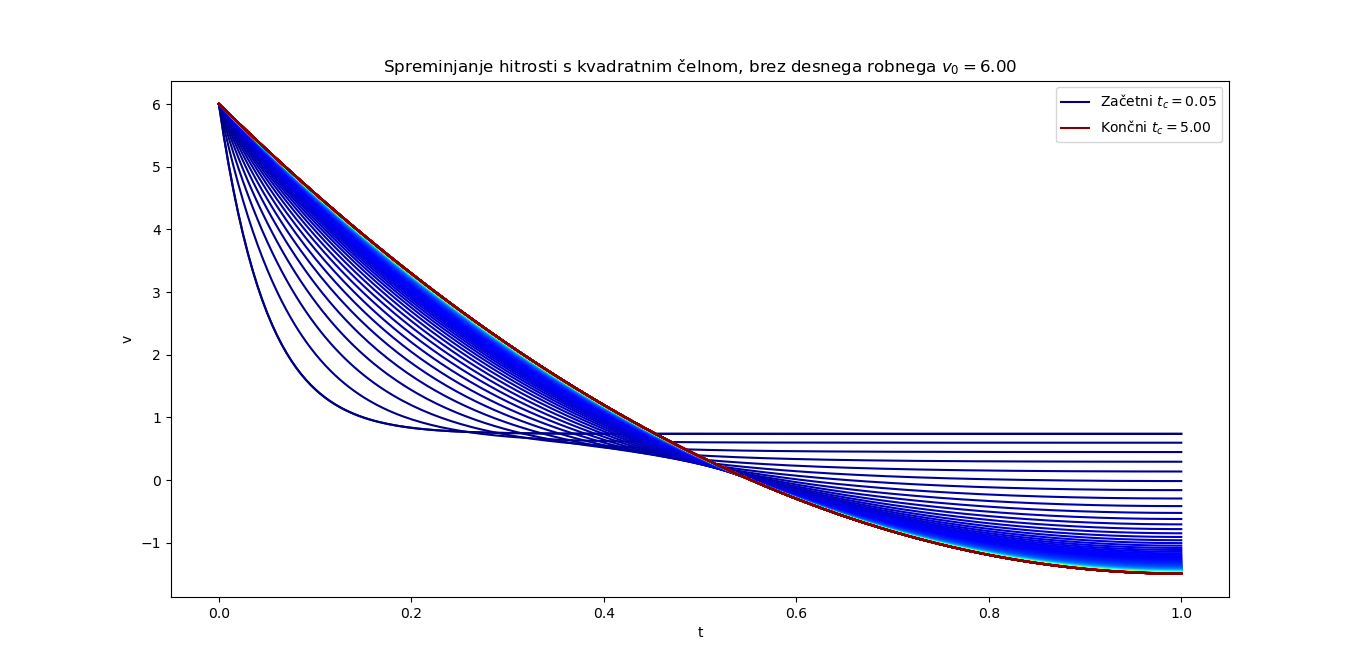 Spreminjanje hitrosti s kvadratnim čelnom, brez desnega robnega $v_0 = 6.00$
Začetni $t_c = 0.05$
Končni $t_c = 5.00$
6
5
4
3
2
1
0
−1
v
0.0
0.2
0.4
0.6
0.8
1.0
t